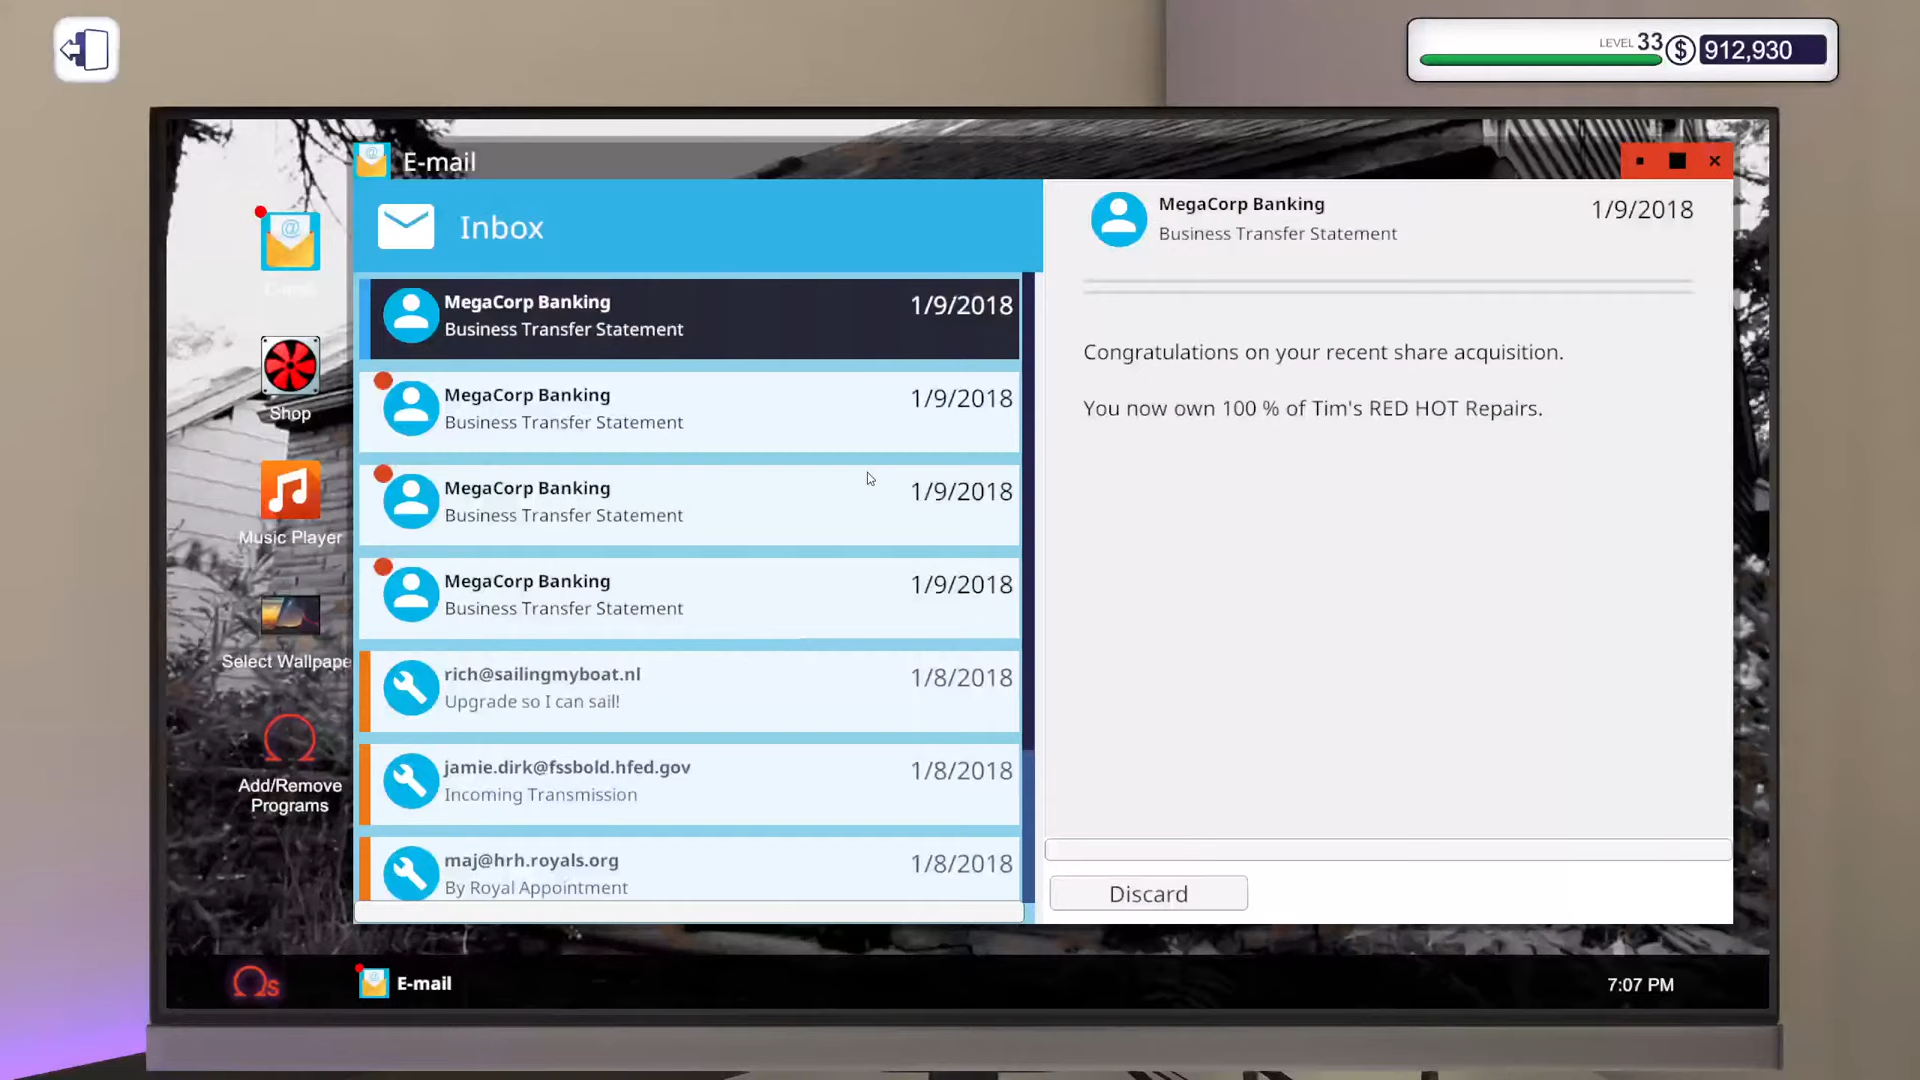 LEVEL 33 $ 912,930
E-mail
Inbox
MegaCorp Banking 1/9/2018
Business Transfer Statement
MegaCorp Banking 1/9/2018
Business Transfer Statement
MegaCorp Banking 1/9/2018
Business Transfer Statement
MegaCorp Banking 1/9/2018
Business Transfer Statement
rich@sailingmyboat.nl 1/8/2018
Upgrade so I can sail!
jamie.dirk@fssbold.hfed.gov 1/8/2018
Incoming Transmission
maj@hrh.royals.org 1/8/2018
By Royal Appointment
MegaCorp Banking 1/9/2018
Business Transfer Statement
Congratulations on your recent share acquisition.
You now own 100 % of Tim's RED HOT Repairs.
Discard
E-mail
Shop
Music Player
Select Wallpape
Add/Remove
Programs
Ωs
E-mail
7:07 PM